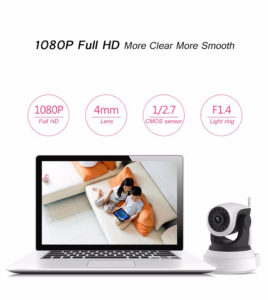 1080P Full HD More Clear More Smooth
1080P
Full HD
4mm
Lens
1/2.7
CMOS sensor
F1.4
Light ring